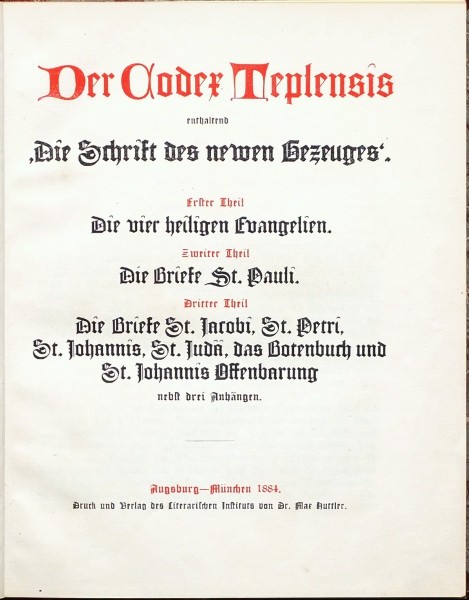 Der Codex Teplensis
enthaltend
‚Die Schrift des newen Gezeuges‘.
Erster Theil
Die vier heiligen Evangelien.
Zweiter Theil
Die Briefe St. Pauli.
Dritter Theil
Die Briefe St. Jacobi, St. Petri,
St. Johannis, St. Judä, das Botenbuch und
St. Johannis Offenbarung
nebst drei Anhängen.
Augsburg—München 1884.
Druck und Verlag des Literarischen Instituts von Dr. Max Huttler.